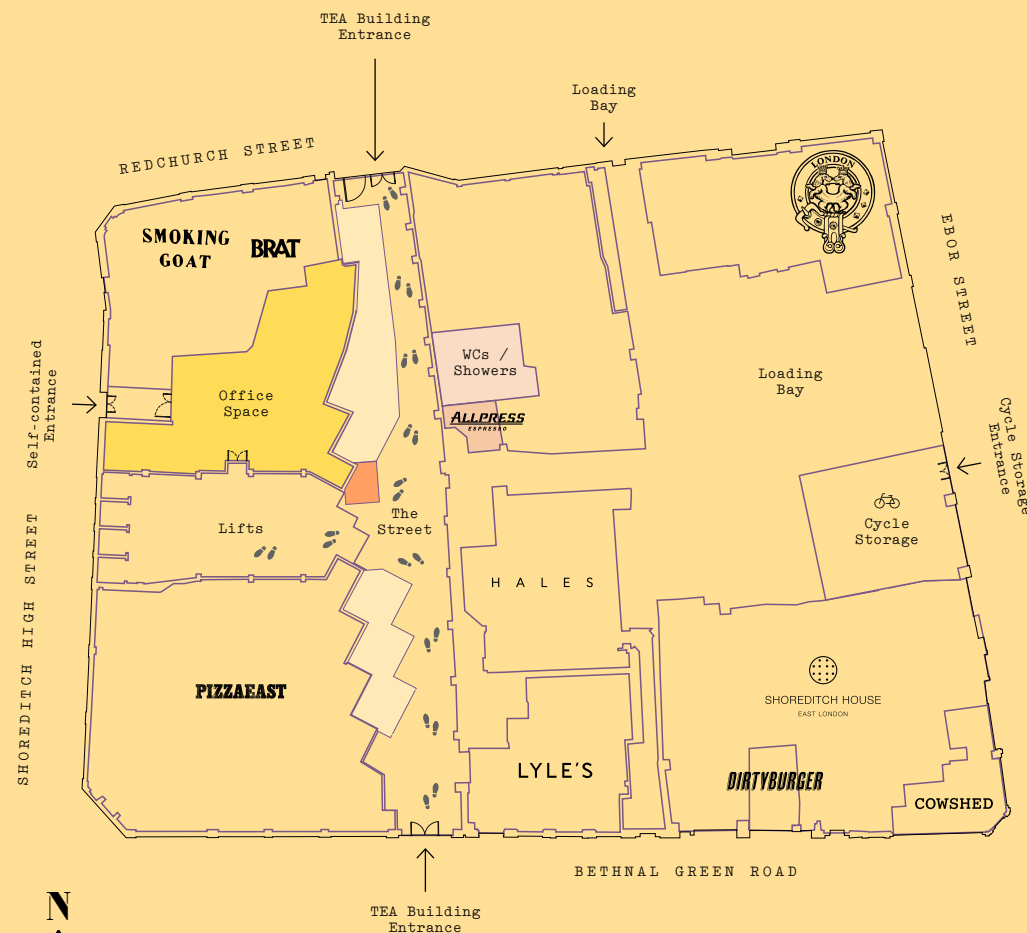 TEA Building
Entrance
Loading
Bay
REDCHURCH STREET
LONDON
SMOKING
GOAT
BRAT
EBOR STREET
WCs /
Showers
Self-contained
Entrance
Office
Space
Loading
Bay
ALLPRESS
ESPRESSO
Cycle Storage
Entrance
The
Street
Lifts
Cycle
Storage
HALES
SHOREDITCH HIGH STREET
PIZZAEAST
SHOREDITCH HOUSE
EAST LONDON
LYLE'S
DIRTYBURGER
COWSHED
BETHNAL GREEN ROAD
N
TEA Building
Entrance